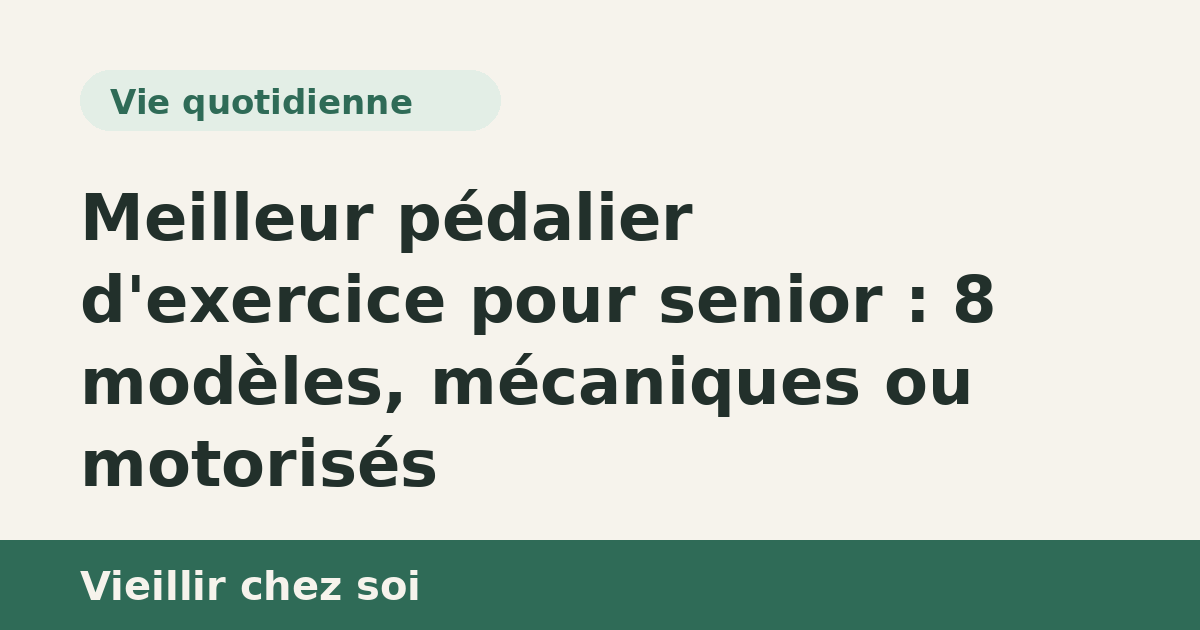 Vie quotidienne
Meilleur pédalier
d'exercice pour senior : 8
modèles, mécaniques ou
motorisés
Vieillir chez soi